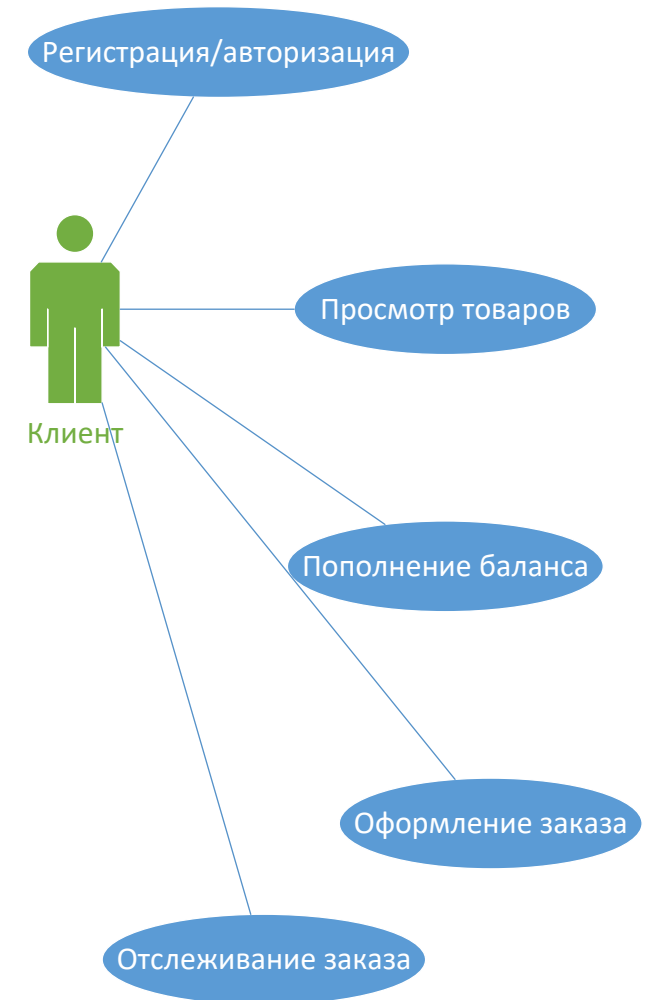 Регистрация/авторизация
Просмотр товаров
Клиент
Пополнение баланса
Оформление заказа
Отслеживание заказа